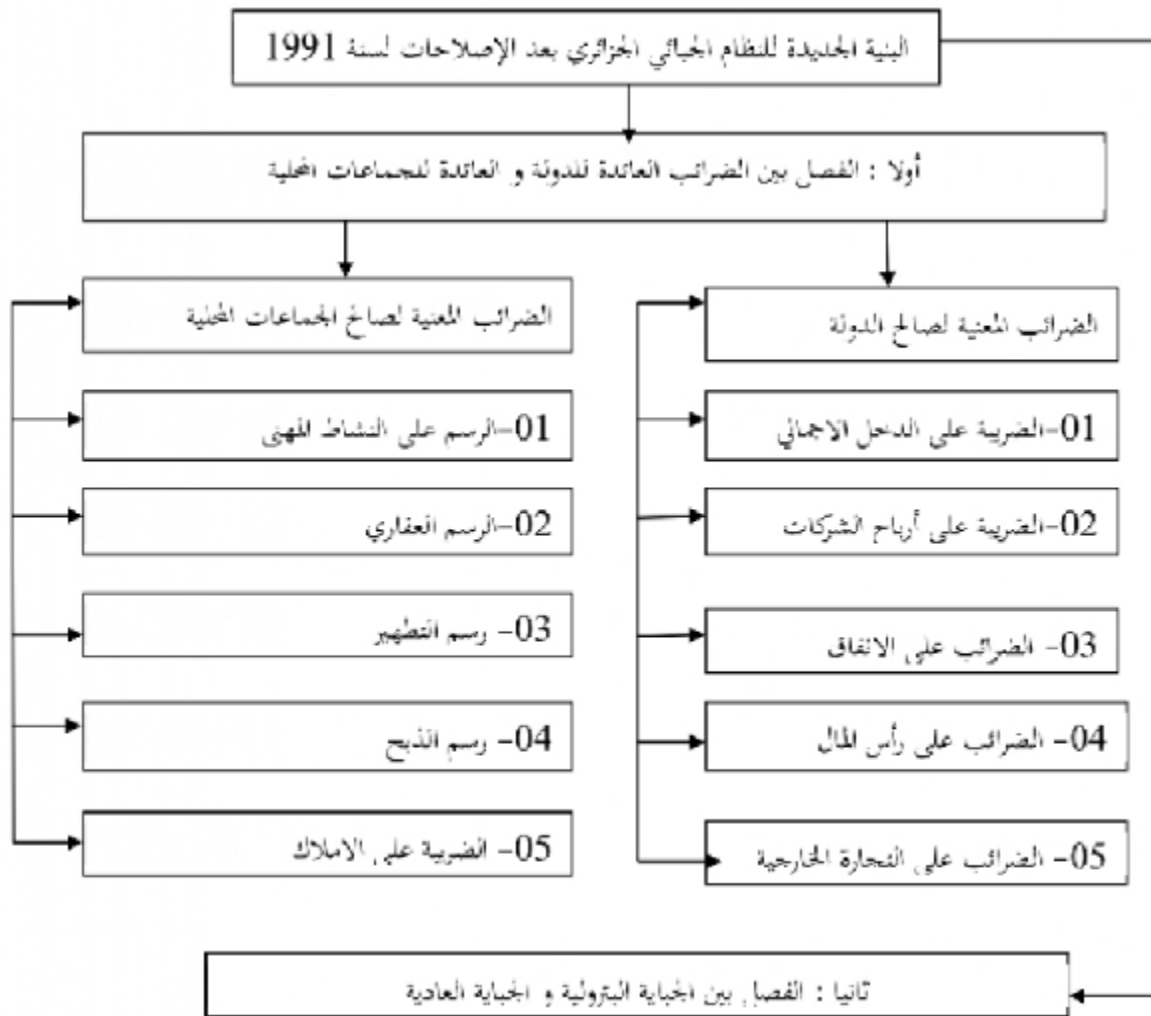 البنية الجديدة للنظام الجبائي الجزائري بعد الإصلاحات لسنة 1991
أولا : الفصل بين الضرائب العائدة للدولة و العائدة للجماعات المحلية
الضرائب المعنية لصالح الدولة
01-الضريبة على الدخل الاجمالي
02-الضريبة على أرباح الشركات
03- الضرائب على الانفاق
04- الضرائب على رأس المال
05- الضرائب على التجارة الخارجية
الضرائب المعنية لصالح الجماعات المحلية
01-الرسم على النشاط المهني
02-الرسم العقاري
03- رسم التطهير
04- رسم الذبح
05- الضريبة على الاملاك
ثانيا : الفصل بين الجباية البترولية و الجباية العادية